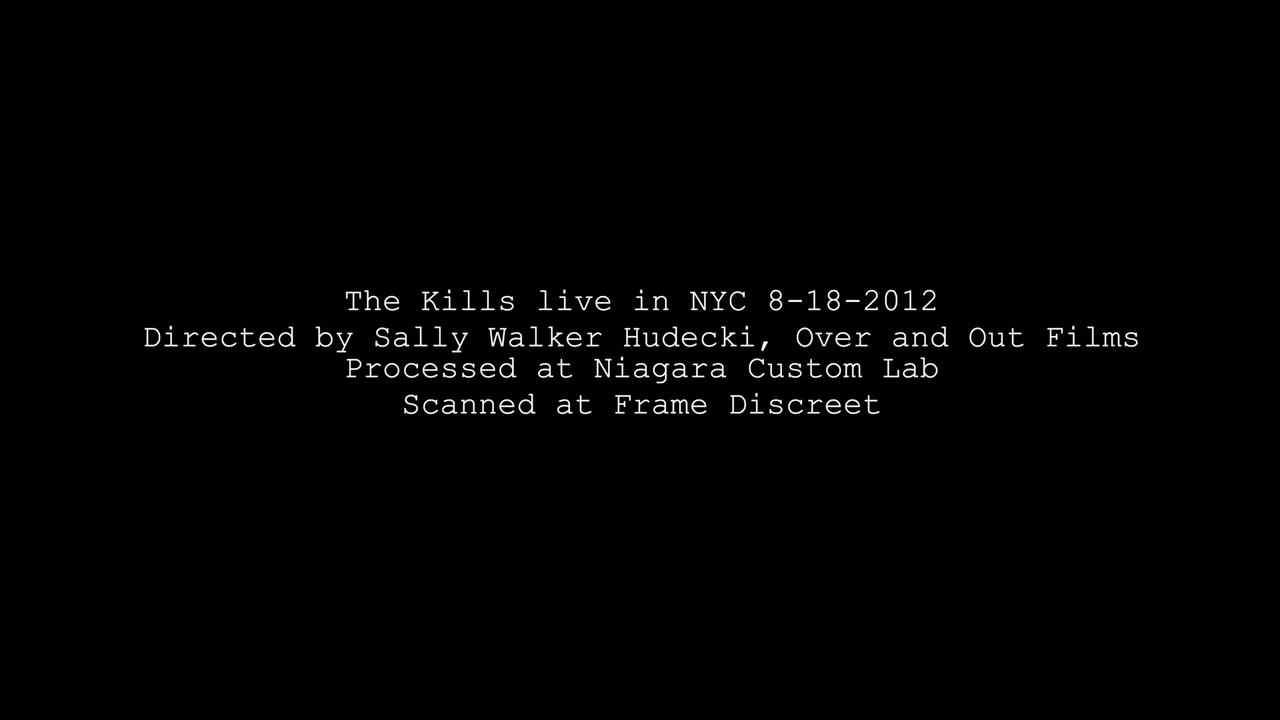 The Kills live in NYC 8-18-2012
Directed by Sally Walker Hudecki, Over and Out Films
Processed at Niagara Custom Lab
Scanned at Frame Discreet